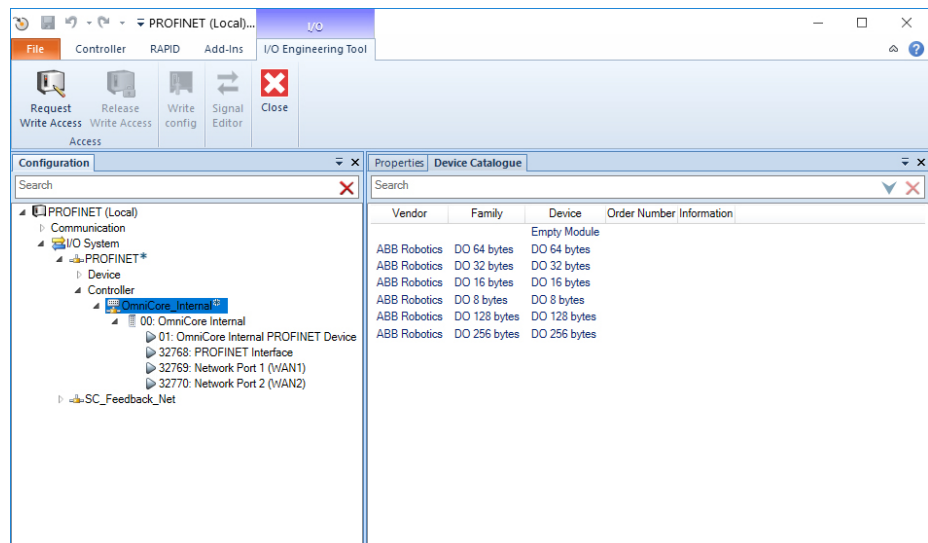 PROFINET (Local)... I/O
File Controller RAPID Add-Ins I/O Engineering Tool
Request Write Access Release Write Access Write config Signal Editor Close
Access
Configuration
Search
PROFINET (Local)
Communication
I/O System
PROFINET*
Device
Controller
OmniCore_Internal
00: OmniCore Internal
01: OmniCore Internal PROFINET Device
32768: PROFINET Interface
32769: Network Port 1 (WAN1)
32770: Network Port 2 (WAN2)
SC_Feedback_Net
Properties Device Catalogue
Search
Vendor Family Device Order Number Information
Empty Module
ABB Robotics DO 64 bytes DO 64 bytes
ABB Robotics DO 32 bytes DO 32 bytes
ABB Robotics DO 16 bytes DO 16 bytes
ABB Robotics DO 8 bytes DO 8 bytes
ABB Robotics DO 128 bytes DO 128 bytes
ABB Robotics DO 256 bytes DO 256 bytes